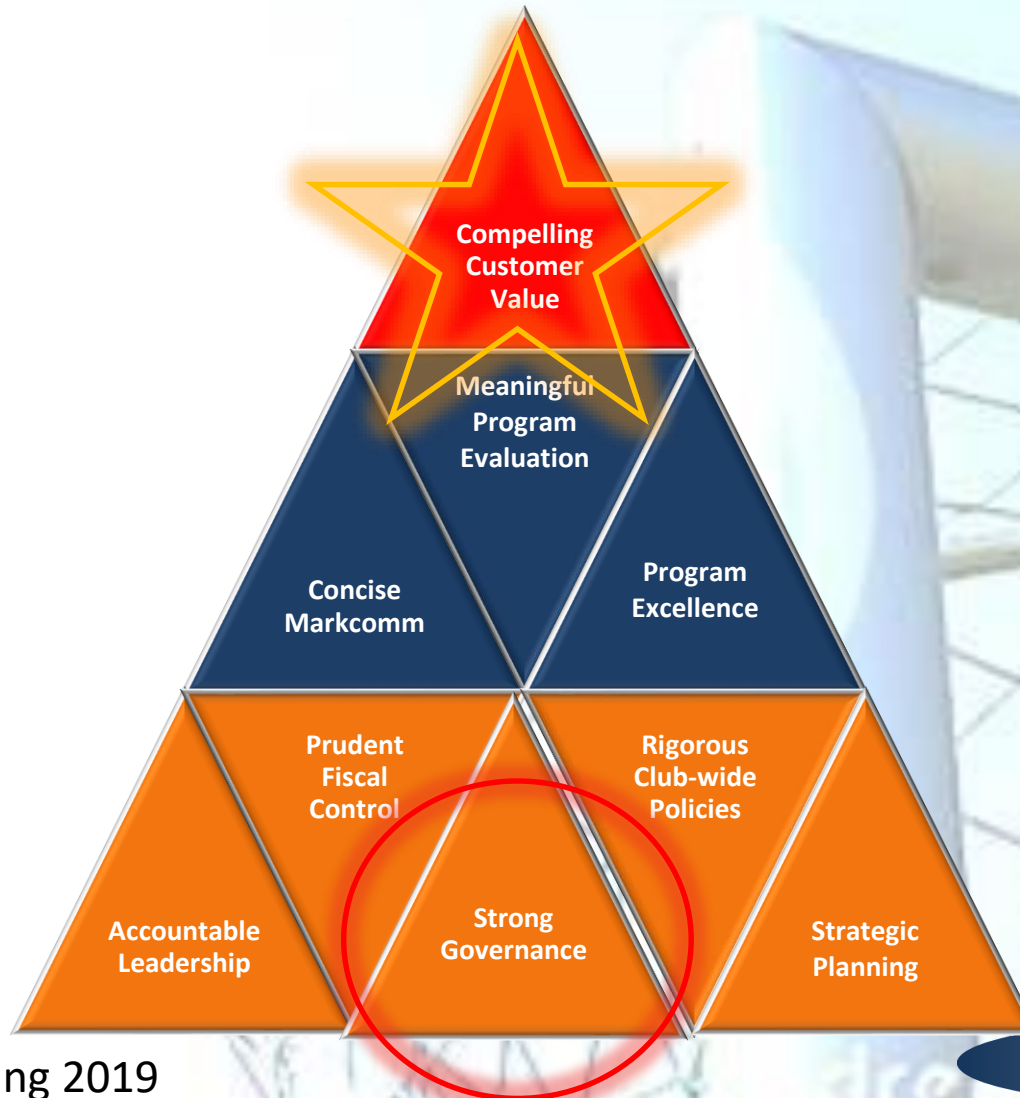 Compelling
Customer
Value
Meaningful
Program
Evaluation
Concise
Markcomm
Program
Excellence
Prudent
Fiscal
Control
Rigorous
Club-wide
Policies
Accountable
Leadership
Strong
Governance
Strategic
Planning
ng 2019